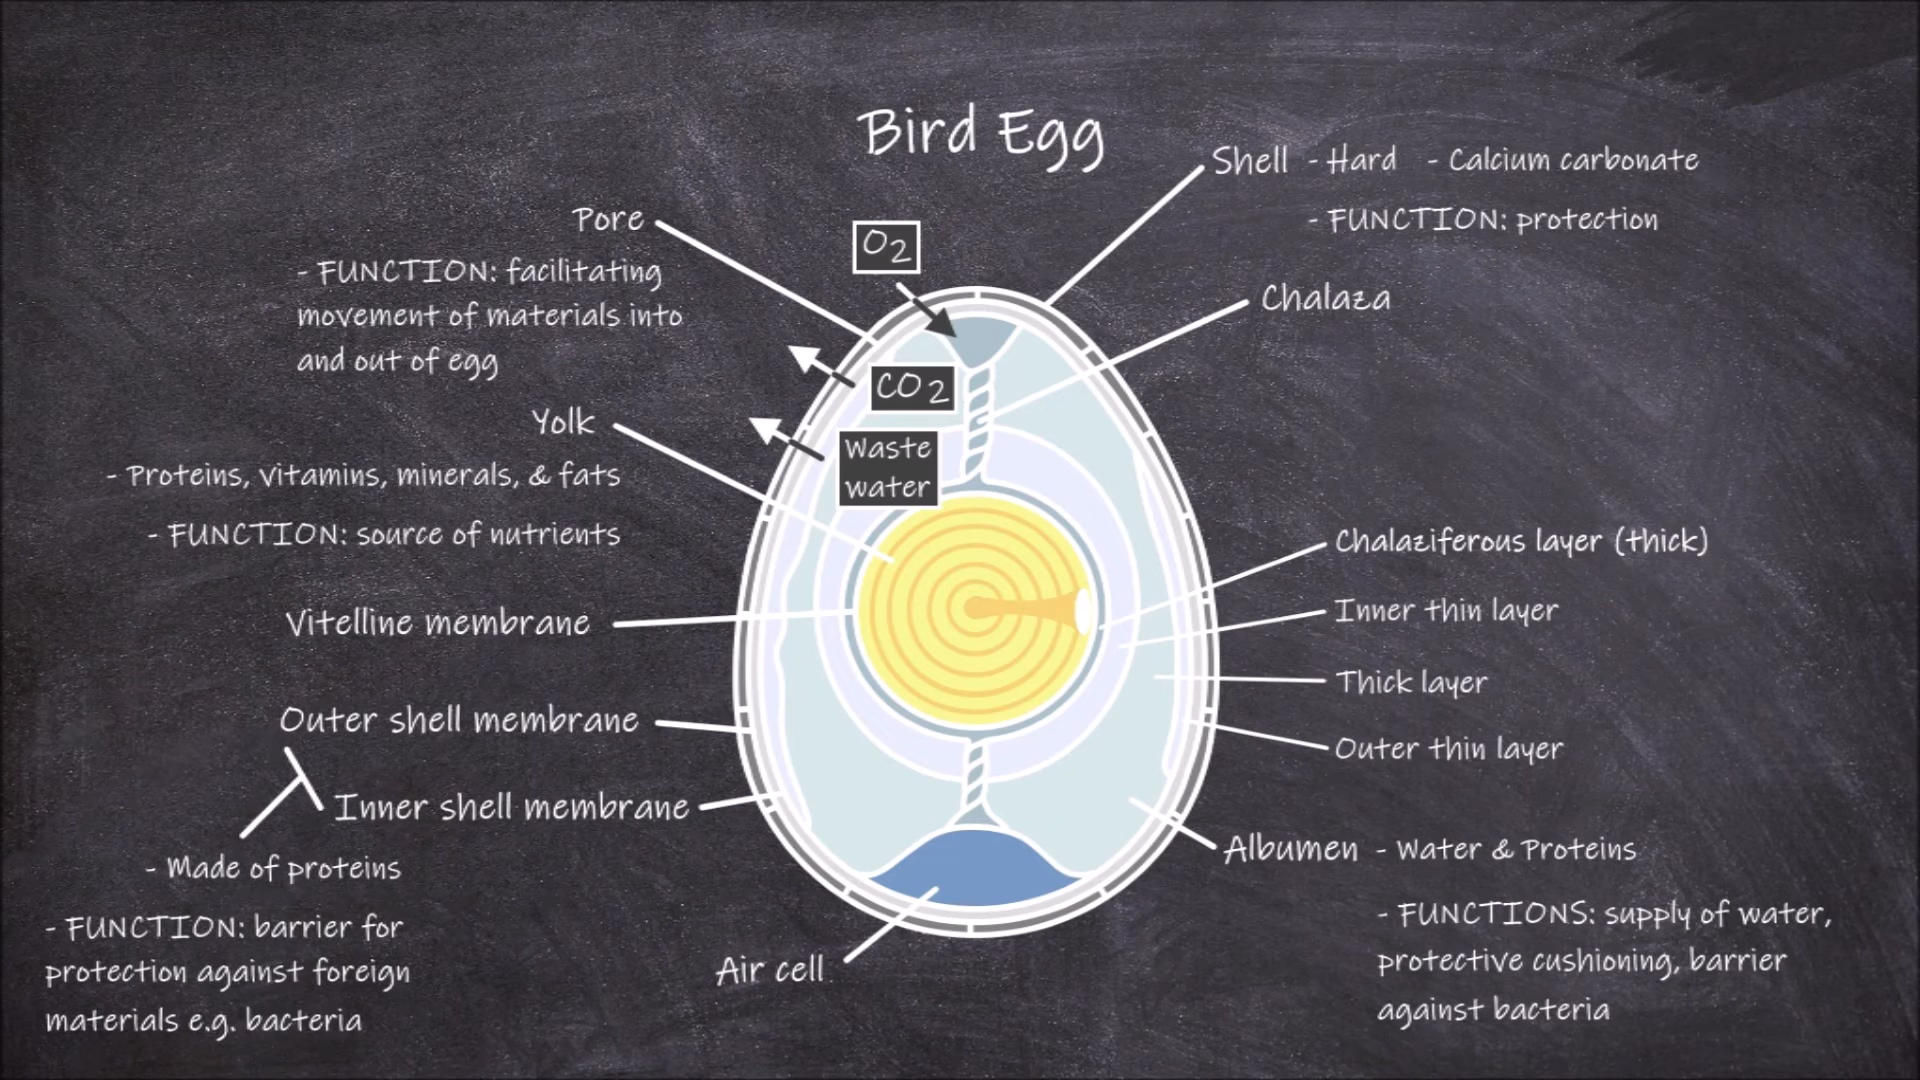 Bird Egg
Shell - Hard - Calcium carbonate
- FUNCTION: protection
Pore
- FUNCTION: facilitating
movement of materials into
and out of egg
O2
Chalaza
CO2
Yolk
- Proteins, vitamins, minerals, & fats
- FUNCTION: source of nutrients
Waste
water
Chalaziferous layer (thick)
Inner thin layer
Vitelline membrane
Thick layer
Outer shell membrane
Outer thin layer
Inner shell membrane
- Made of proteins
- FUNCTION: barrier for
protection against foreign
materials e.g. bacteria
Air cell
Albumen - Water & Proteins
- FUNCTIONS: supply of water,
protective cushioning, barrier
against bacteria